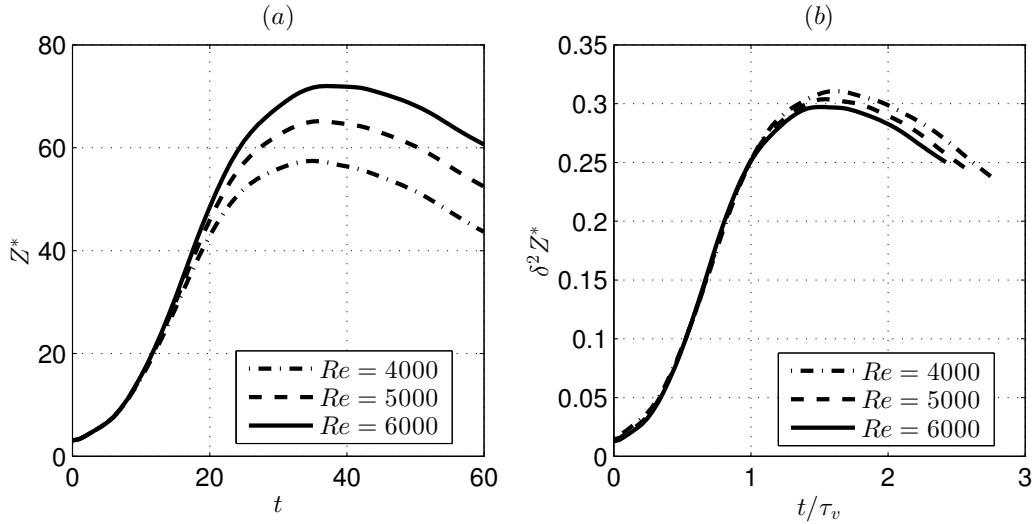 (a)
80
60
40
20
0
Z*
0 20 40 60
t
Re = 4000
Re = 5000
Re = 6000
(b)
0.35
0.3
0.25
0.2
0.15
0.1
0.05
0
δ²Z*
0 1 2 3
t/τᵥ
Re = 4000
Re = 5000
Re = 6000